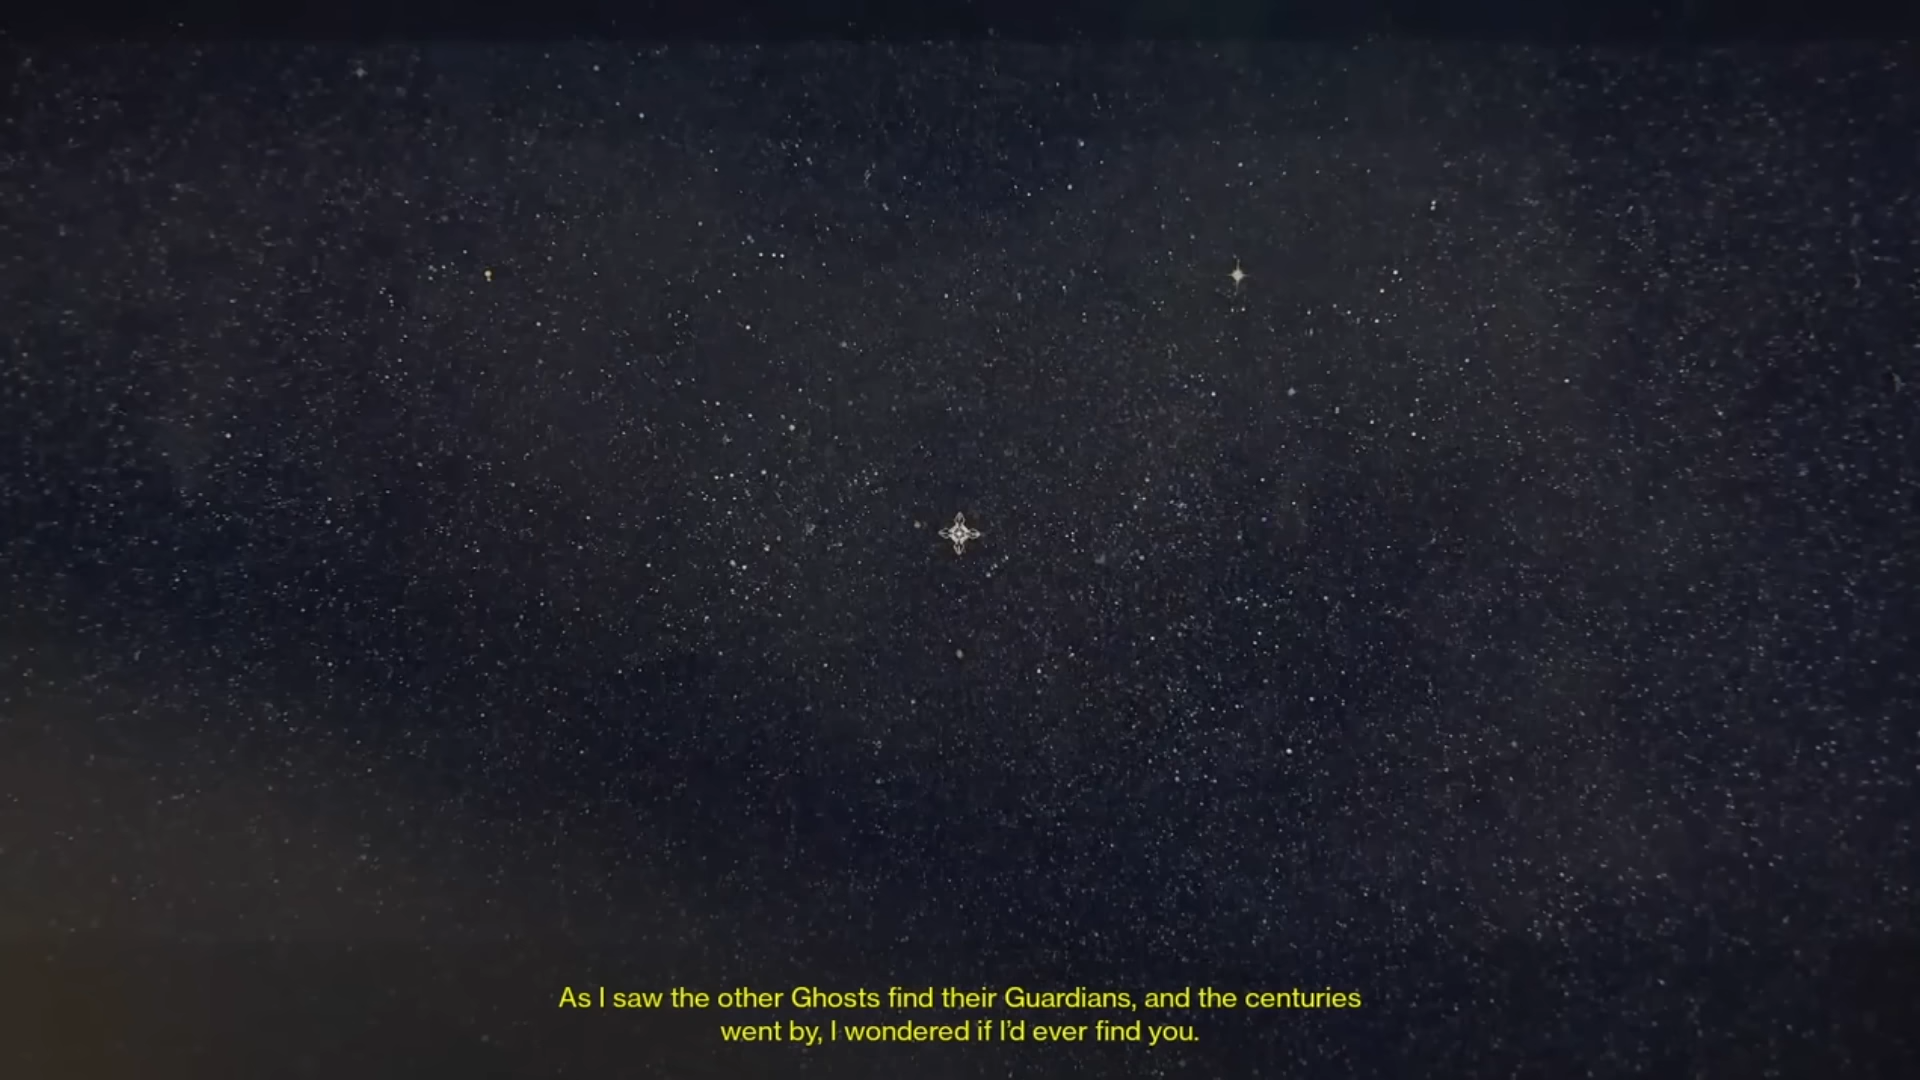 As I saw the other Ghosts find their Guardians, and the centuries
went by, I wondered if I'd ever find you.